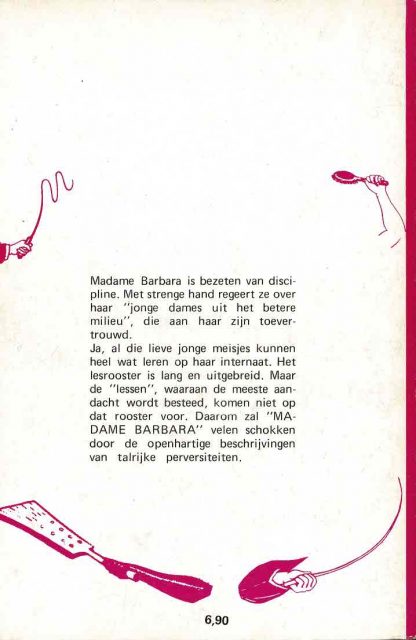 Madame Barbara is bezeten van disci-
pline. Met strenge hand regeert ze over
haar "jonge dames uit het betere
milieu", die aan haar zijn toever-
trouwd.
Ja, al die lieve jonge meisjes kunnen
heel wat leren op haar internaat. Het
lesrooster is lang en uitgebreid. Maar
de "lessen", waaraan de meeste aan-
dacht wordt besteed, komen niet op
dat rooster voor. Daarom zal "MA-
DAME BARBARA" velen schokken
door de openhartige beschrijvingen
van talrijke perversiteiten.
6,90